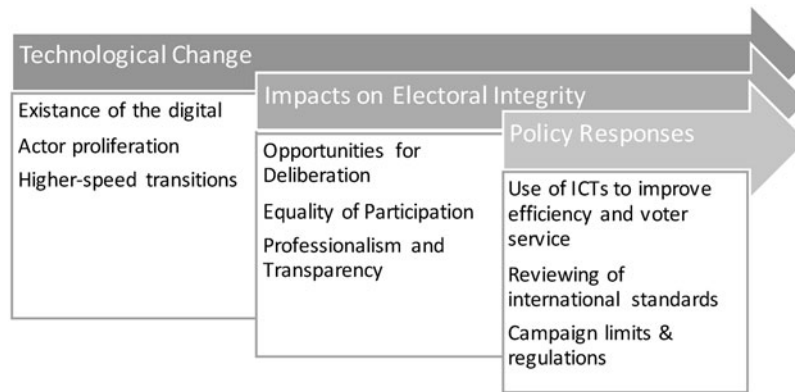 Technological Change
Existance of the digital
Actor proliferation
Higher-speed transitions
Impacts on Electoral Integrity
Opportunities for
Deliberation
Equality of Participation
Professionalism and
Transparency
Policy Responses
Use of ICTs to improve
efficiency and voter
service
Reviewing of
international standards
Campaign limits &
regulations